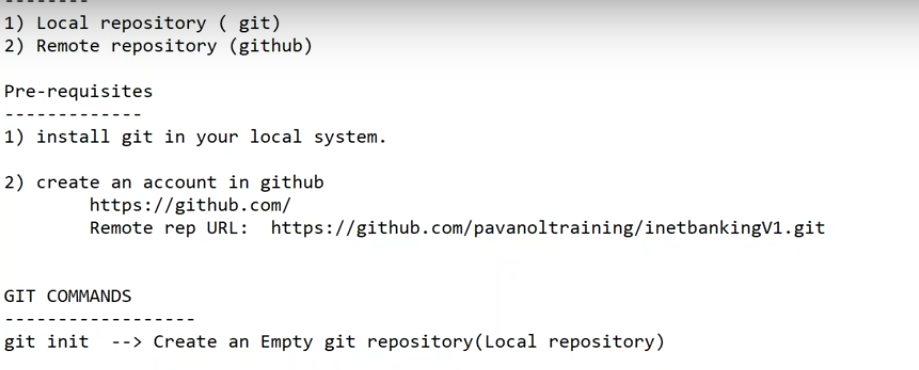 --------
1) Local repository ( git)
2) Remote repository (github)
Pre-requisites
-------------
1) install git in your local system.
2) create an account in github
https://github.com/
Remote rep URL:  https://github.com/pavanoltraining/inetbankingV1.git
GIT COMMANDS
------------------
git init  --> Create an Empty git repository(Local repository)